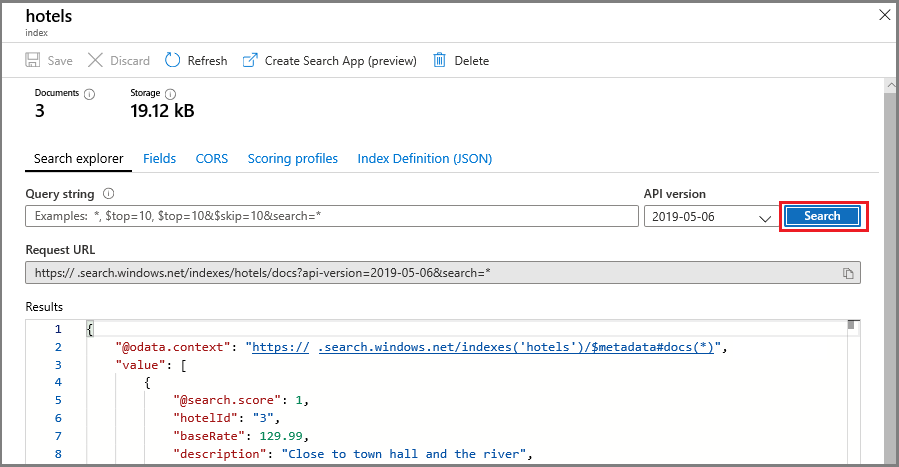 hotels
index
Save Discard Refresh Create Search App (preview) Delete
Documents Storage
3 19.12 kB
Search explorer Fields CORS Scoring profiles Index Definition (JSON)
Query string API version
Examples: *, $top=10, $top=10&$skip=10&search=* 2019-05-06 Search
Request URL
https:// .search.windows.net/indexes/hotels/docs?api-version=2019-05-06&search=*
Results
1 {
2 "@odata.context": "https:// .search.windows.net/indexes('hotels')/$metadata#docs(*)",
3 "value": [
4 {
5 "@search.score": 1,
6 "hotelId": "3",
7 "baseRate": 129.99,
8 "description": "Close to town hall and the river",